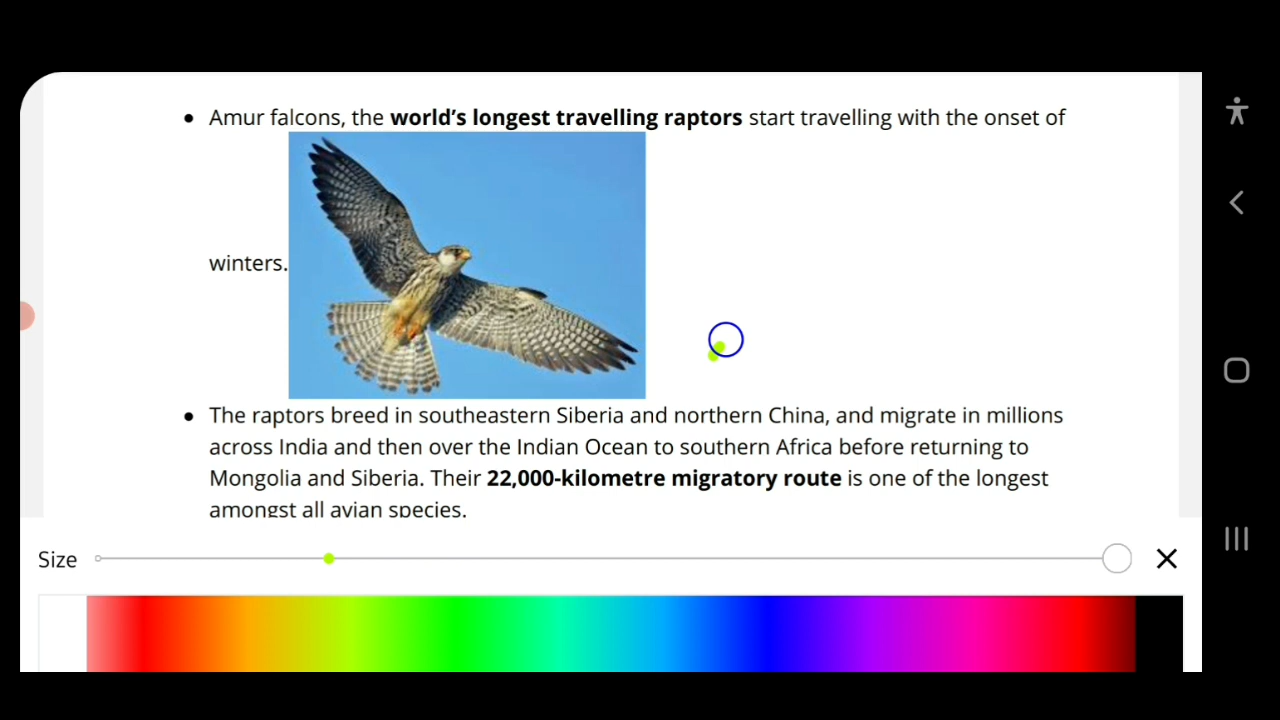 Amur falcons, the world's longest travelling raptors start travelling with the onset of
winters.
The raptors breed in southeastern Siberia and northern China, and migrate in millions
across India and then over the Indian Ocean to southern Africa before returning to
Mongolia and Siberia. Their 22,000-kilometre migratory route is one of the longest
amongst all avian species.
Size